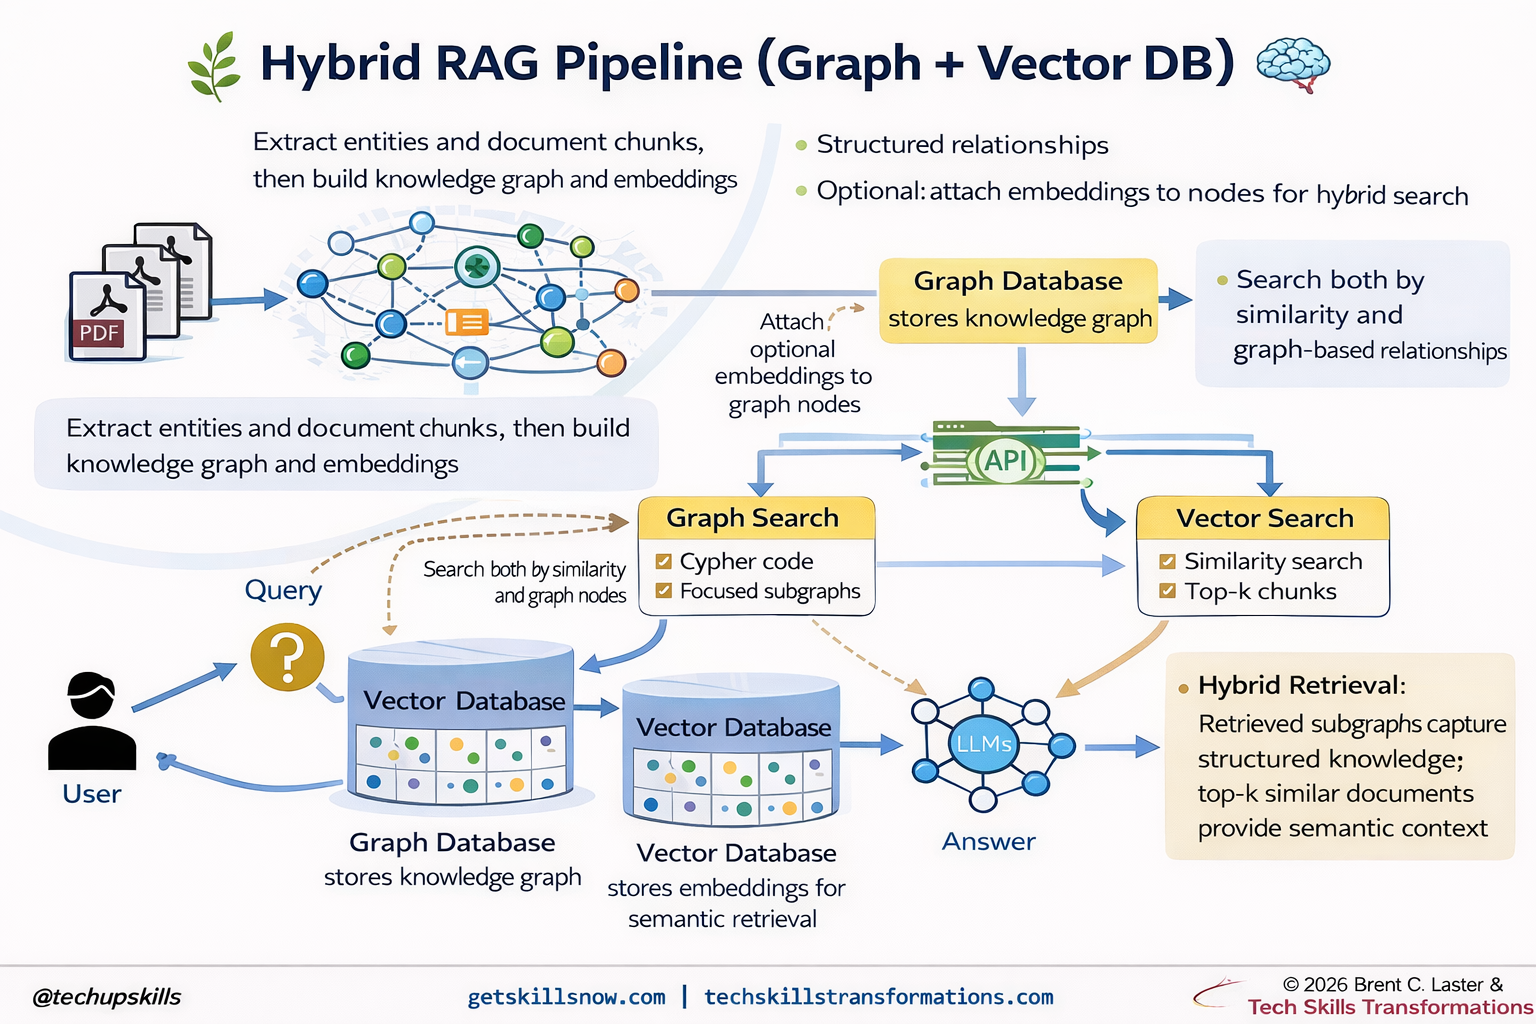 Hybrid RAG Pipeline (Graph + Vector DB)
Extract entities and document chunks,
then build knowledge graph and embeddings
• Structured relationships
• Optional: attach embeddings to nodes for hybrid search
PDF
Graph Database
stores knowledge graph
• Search both by
similarity and
graph-based relationships
Attach
optional
embeddings to
graph nodes
Extract entities and document chunks, then build
knowledge graph and embeddings
API
Graph Search
Cypher code
Focused subgraphs
Vector Search
Similarity search
Top-k chunks
Search both by similarity
and graph nodes
Query
?
User
Vector Database
Graph Database
stores knowledge graph
Vector Database
Vector Database
stores embeddings for
semantic retrieval
LLMs
Answer
• Hybrid Retrieval:
Retrieved subgraphs capture
structured knowledge;
top-k similar documents
provide semantic context
@techupskills
getskillsnow.com | techskillstransformations.com
© 2026 Brent C. Laster &
Tech Skills Transformations